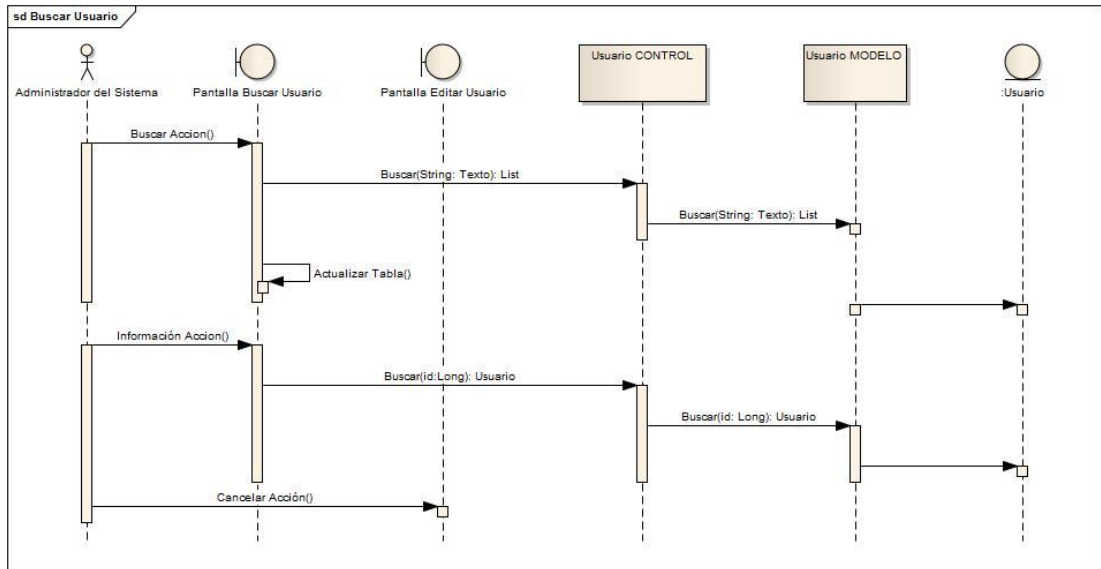 sd Buscar Usuario
Administrador del Sistema
Pantalla Buscar Usuario
Pantalla Editar Usuario
Usuario CONTROL
Usuario MODELO
:Usuario
Buscar Accion()
Buscar(String: Texto): List
Buscar(String: Texto): List
Actualizar Tabla()
Información Accion()
Buscar(id:Long): Usuario
Buscar(id: Long): Usuario
Cancelar Acción()